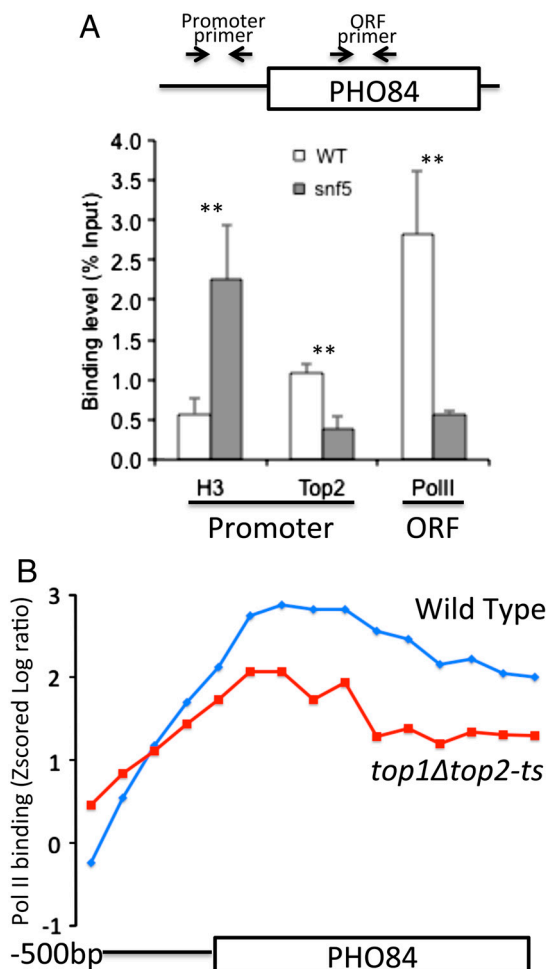 A
Promoter
primer
ORF
primer
PHO84
4.0
3.5
3.0
2.5
2.0
1.5
1.0
0.5
0.0
Binding level (% Input)
WT
snf5
**
**
**
H3
Top2
PolII
Promoter
ORF
B
3
2
1
0
-1
Pol II binding (Zscored Log ratio)
Wild Type
top1Δtop2-ts
-500bp
PHO84